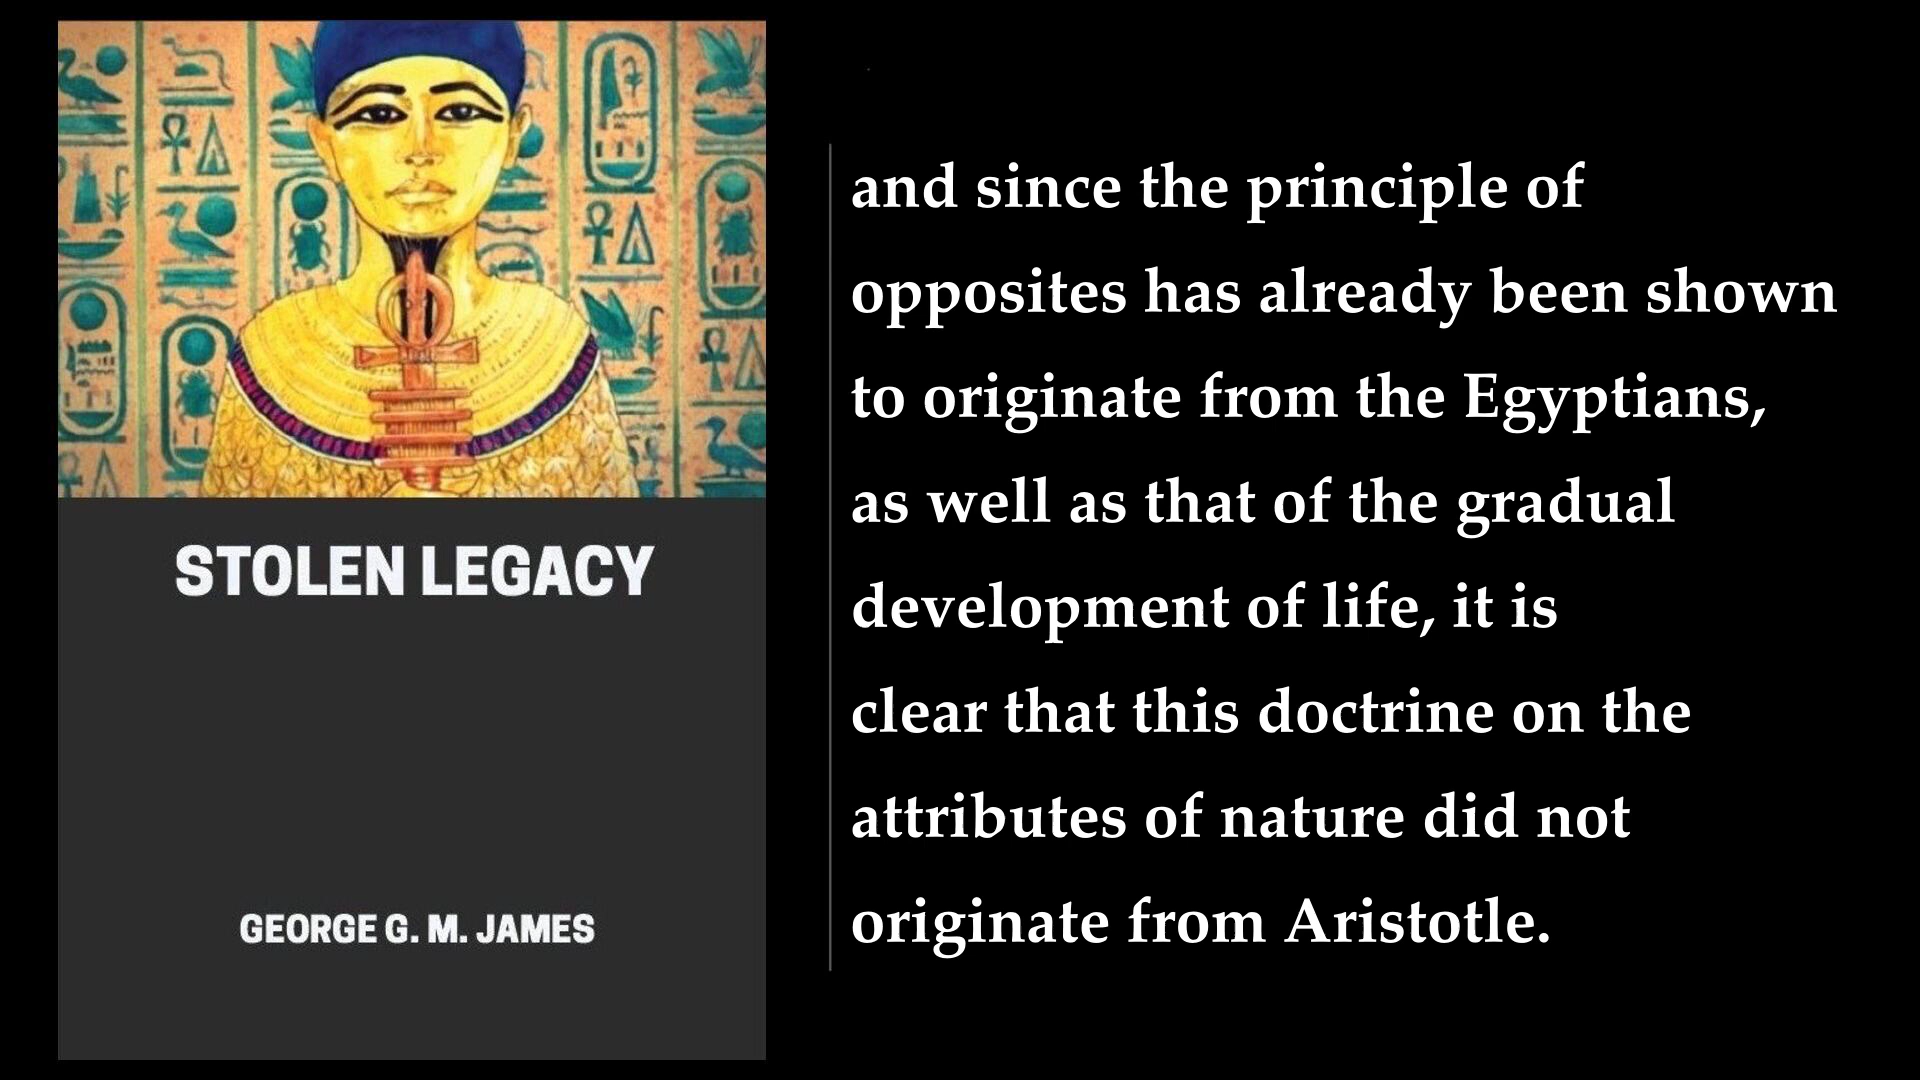 STOLEN LEGACY
GEORGE G. M. JAMES
and since the principle of
opposites has already been shown
to originate from the Egyptians,
as well as that of the gradual
development of life, it is
clear that this doctrine on the
attributes of nature did not
originate from Aristotle.